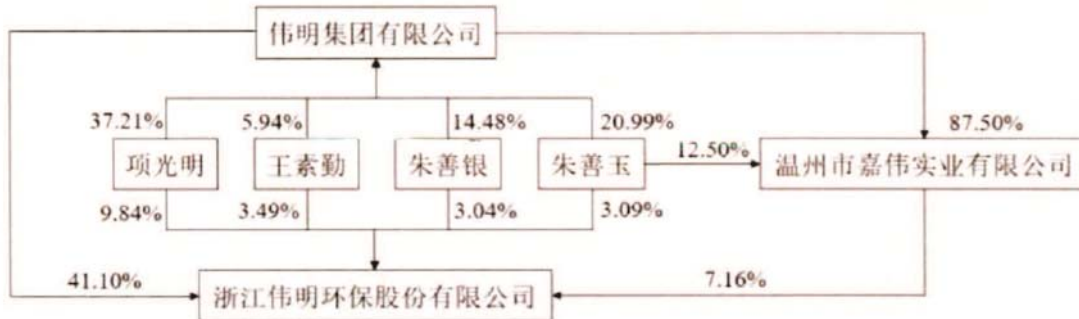 伟明集团有限公司
37.21% 5.94% 14.48% 20.99% 87.50%
项光明 王素勤 朱善银 朱善玉 12.50% 温州市嘉伟实业有限公司
9.84% 3.49% 3.04% 3.09%
41.10% 浙江伟明环保股份有限公司 7.16%